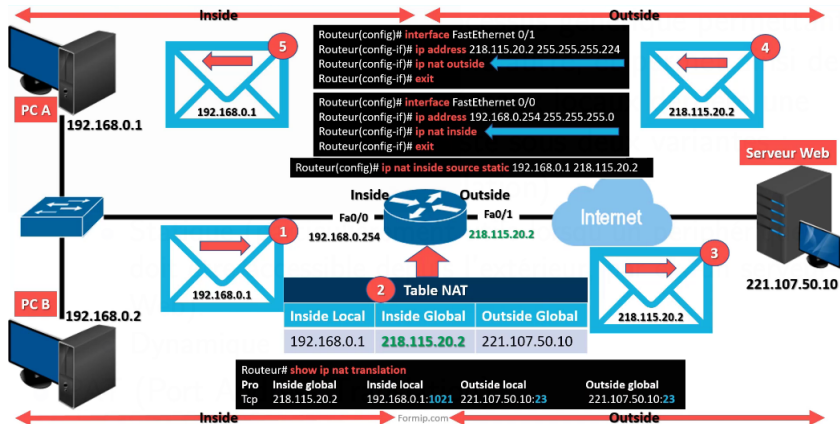 Inside
Outside
Routeur(config)# interface FastEthernet 0/1
Routeur(config-if)# ip address 218.115.20.2 255.255.255.224
Routeur(config-if)# ip nat outside
Routeur(config-if)# exit
5
4
192.168.0.1
218.115.20.2
PC A
192.168.0.1
Routeur(config)# interface FastEthernet 0/0
Routeur(config-if)# ip address 192.168.0.254 255.255.255.0
Routeur(config-if)# ip nat inside
Routeur(config-if)# exit
Routeur(config)# ip nat inside source static 192.168.0.1 218.115.20.2
Serveur Web
Inside
Outside
Fa0/0
Fa0/1
192.168.0.254
218.115.20.2
Internet
1
192.168.0.1
3
218.115.20.2
221.107.50.10
2
Table NAT
Inside Local Inside Global Outside Global
192.168.0.1 218.115.20.2 221.107.50.10
PC B
192.168.0.2
Routeur# show ip nat translation
Pro Inside global Inside local Outside local Outside global
Tcp 218.115.20.2 192.168.0.1:1021 221.107.50.10:23 221.107.50.10:23
Inside
Formip.com
Outside